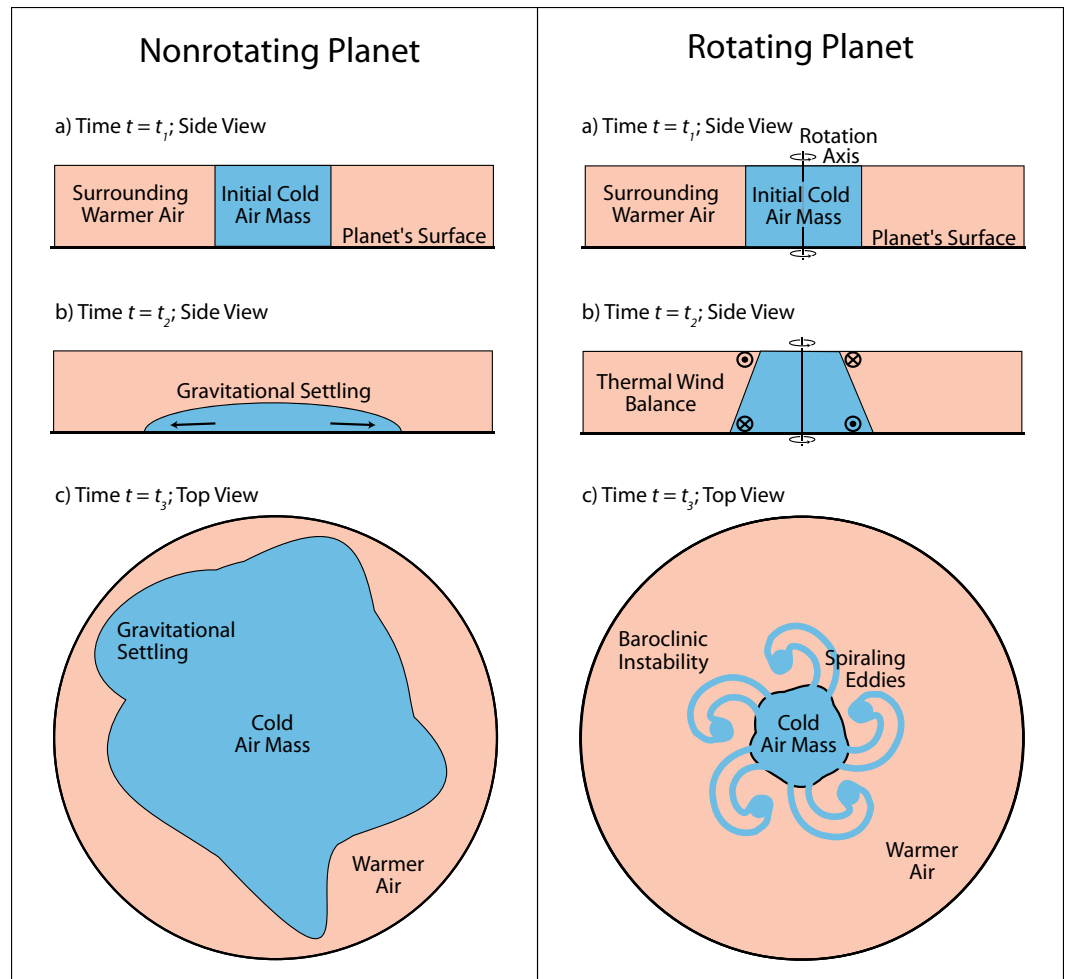 Nonrotating Planet
a) Time t = t1; Side View
Surrounding
Warmer Air
Initial Cold
Air Mass
Planet's Surface
b) Time t = t2; Side View
Gravitational Settling
c) Time t = t3; Top View
Gravitational
Settling
Cold
Air Mass
Warmer
Air
Rotating Planet
a) Time t = t1; Side View
Rotation
Axis
Surrounding
Warmer Air
Initial Cold
Air Mass
Planet's Surface
b) Time t = t2; Side View
Thermal Wind
Balance
c) Time t = t3; Top View
Baroclinic
Instability
Spiraling
Eddies
Cold
Air Mass
Warmer
Air